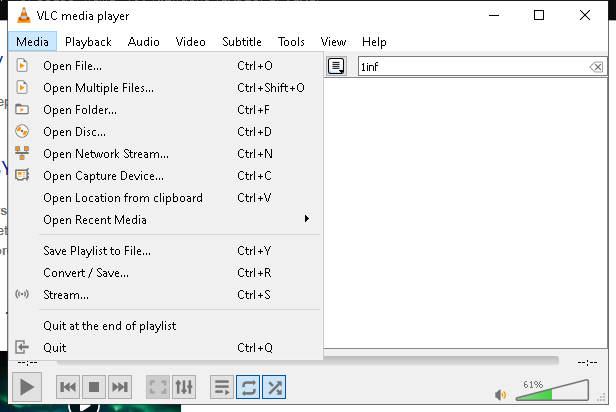 VLC media player
Media Playback Audio Video Subtitle Tools View Help
1inf
Open File... Ctrl+O
Open Multiple Files... Ctrl+Shift+O
Open Folder... Ctrl+F
Open Disc... Ctrl+D
Open Network Stream... Ctrl+N
Open Capture Device... Ctrl+C
Open Location from clipboard Ctrl+V
Open Recent Media
Save Playlist to File... Ctrl+Y
Convert / Save... Ctrl+R
Stream... Ctrl+S
Quit at the end of playlist
Quit Ctrl+Q
--:-- --:--
61%